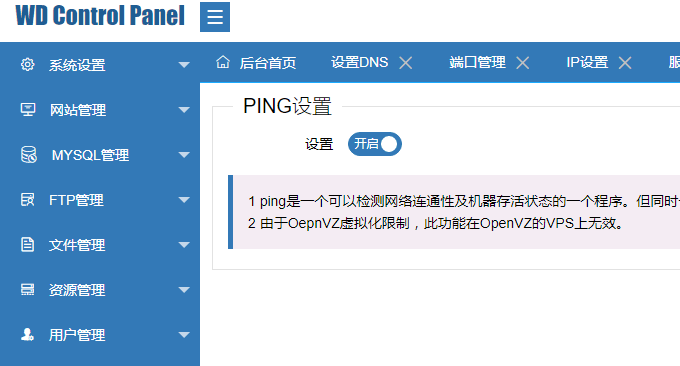 WD Control Panel
系统设置
网站管理
MYSQL管理
FTP管理
文件管理
资源管理
用户管理
后台首页 设置DNS 端口管理 IP设置 服
PING设置
设置 开启
1 ping是一个可以检测网络连通性及机器存活状态的一个程序。但同时
2 由于OepnVZ虚拟化限制，此功能在OpenVZ的VPS上无效。